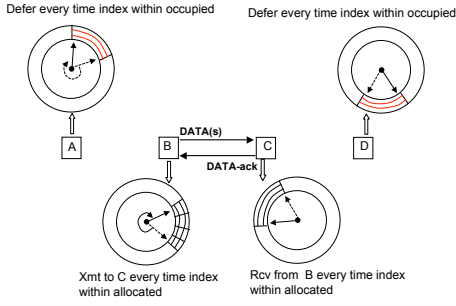 Defer every time index within occupied
Defer every time index within occupied
A
B
DATA(s)
C
D
DATA-ack
Xmt to C every time index
within allocated
Rcv from B every time index
within allocated